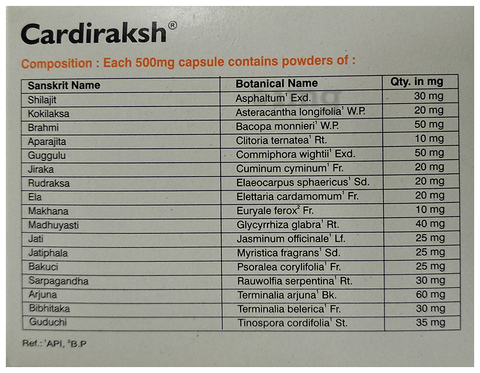 Cardiraksh®
Composition : Each 500mg capsule contains powders of :
Sanskrit Name Botanical Name Qty. in mg
Shilajit Asphaltum¹ Exd. 30 mg
Kokilaksa Asteracantha longifolia¹ W.P. 20 mg
Brahmi Bacopa monnieri¹ W.P. 50 mg
Aparajita Clitoria ternatea¹ Rt. 10 mg
Guggulu Commiphora wightii¹ Exd. 50 mg
Jiraka Cuminum cyminum¹ Fr. 20 mg
Rudraksa Elaeocarpus sphaericus¹ Sd. 20 mg
Ela Elettaria cardamomum¹ Fr. 20 mg
Makhana Euryale ferox² Fr. 10 mg
Madhuyasti Glycyrrhiza glabra¹ Rt. 40 mg
Jati Jasminum officinale¹ Lf. 25 mg
Jatiphala Myristica fragrans¹ Sd. 25 mg
Bakuci Psoralea corylifolia¹ Fr. 25 mg
Sarpagandha Rauwolfia serpentina¹ Rt. 30 mg
Arjuna Terminalia arjuna¹ Bk. 60 mg
Bibhitaka Terminalia belerica¹ Fr. 30 mg
Guduchi Tinospora cordifolia¹ St. 35 mg
Ref.: ¹API, ²B.P